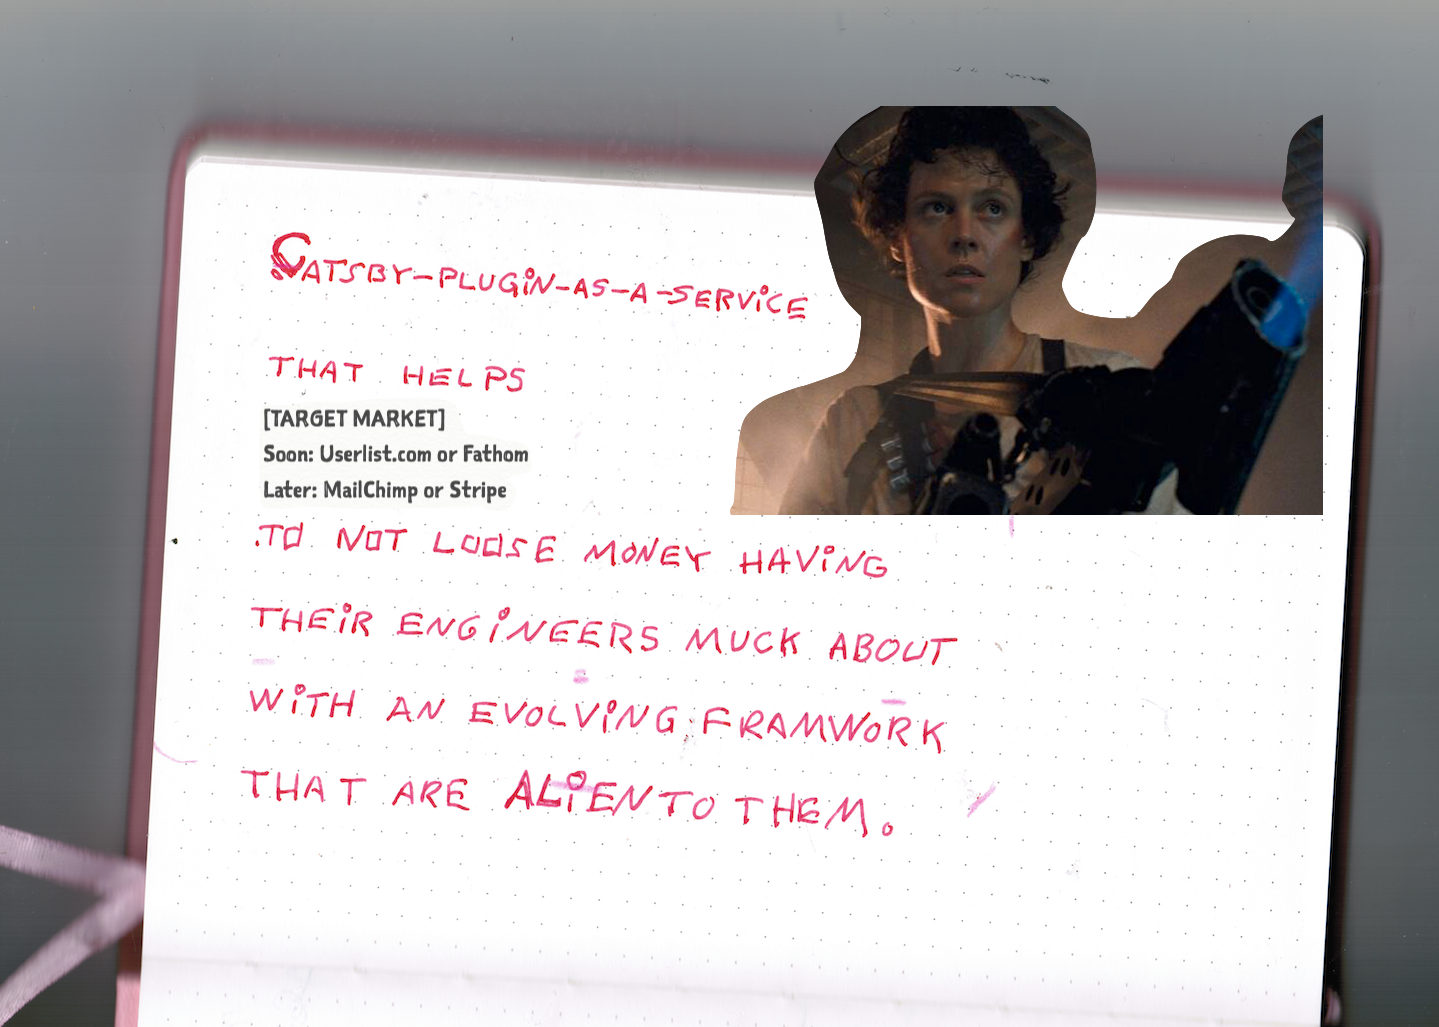 GATSBY-PLUGIN-AS-A-SERVICE
THAT HELPS
[TARGET MARKET]
Soon: Userlist.com or Fathom
Later: MailChimp or Stripe
.TO NOT LOOSE MONEY HAVING
THEIR ENGINEERS MUCK ABOUT
WITH AN EVOLVING FRAMWORK
THAT ARE ALIEN TO THEM.